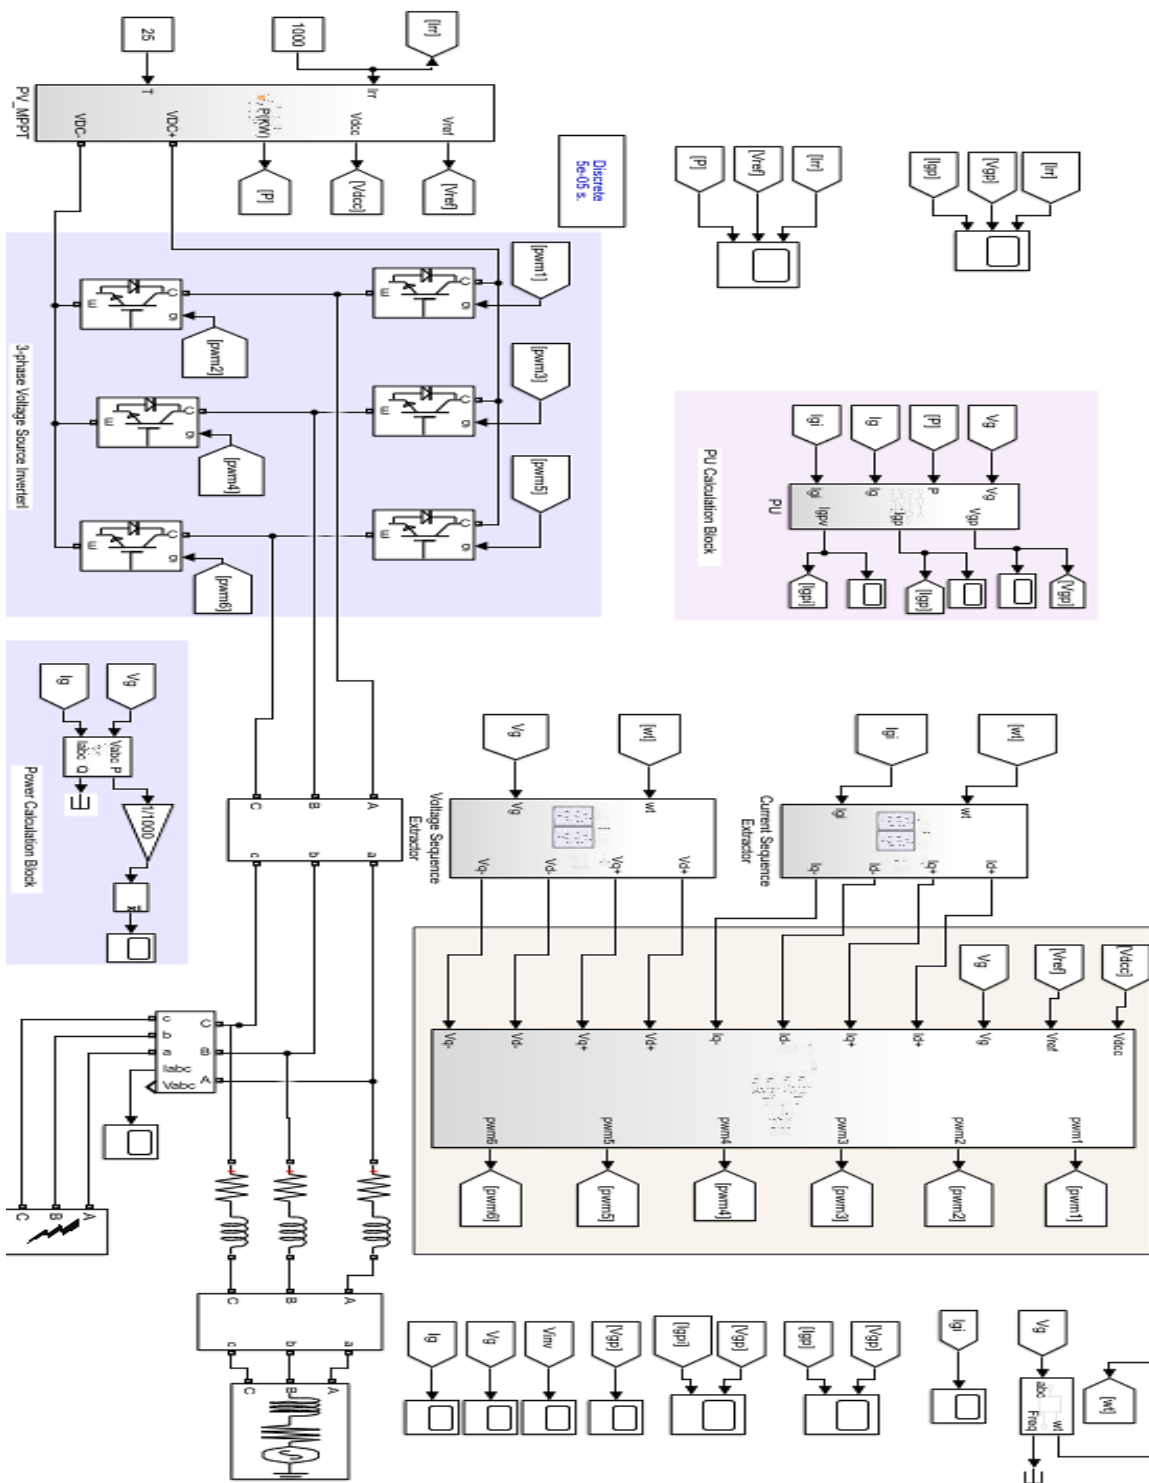 25
1000
[Irr]
T
Irr
VDC-
VDC+
P(KW)
Vdcc
Vref
PV_MPPT
[P]
[Vdcc]
[Vref]
Discrete
5e-05 s.
[P]
[Vref]
[Irr]
[Igp]
[Vgp]
[Irr]
[pwm1]
C
E
g
C
E
g
[pwm2]
[pwm3]
C
E
g
C
E
g
[pwm4]
[pwm5]
C
E
g
C
E
g
[pwm6]
3-phase Voltage Source Inverterl
Igi
Ig
[P]
Vg
Igi
Ig
P
Vg
Igpv
Igp
Vgp
PU
[Igpi]
[Igp]
[Vgp]
PU Calculation Block
Ig
Vg
Vabc P
Iabc Q
1/1000
Power Calculation Block
C
B
A
c
b
a
Vg
[wt]
Vg
wt
Vq-
Vd-
Vq+
Vd+
Voltage Sequence
Extractor
Igi
[wt]
Igi
wt
Iq-
Id-
Iq+
Id+
Current Sequence
Extractor
Vg
[Vref]
[Vdcc]
Vq-
Vd-
Vq+
Vd+
Iq-
Id-
Iq+
Id+
Vg
Vref
Vdcc
pwm6
pwm5
pwm4
pwm3
pwm2
pwm1
[pwm6]
[pwm5]
[pwm4]
[pwm3]
[pwm2]
[pwm1]
c
b
a
Iabc
Vabc
C
B
A
C
B
A
C
B
A
c
b
a
C
B
A
Ig
Vg
Vinv
[Vgp]
[Igpi]
[Vgp]
[Igp]
[Vgp]
Igi
Vg
abc
Freq
wt
[wt]